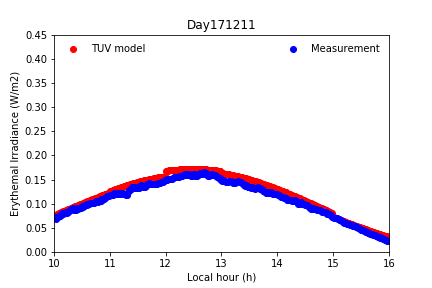 Day171211
TUV model
Measurement
Erythemal Irradiance (W/m2)
0.45
0.40
0.35
0.30
0.25
0.20
0.15
0.10
0.05
0.00
10 11 12 13 14 15 16
Local hour (h)